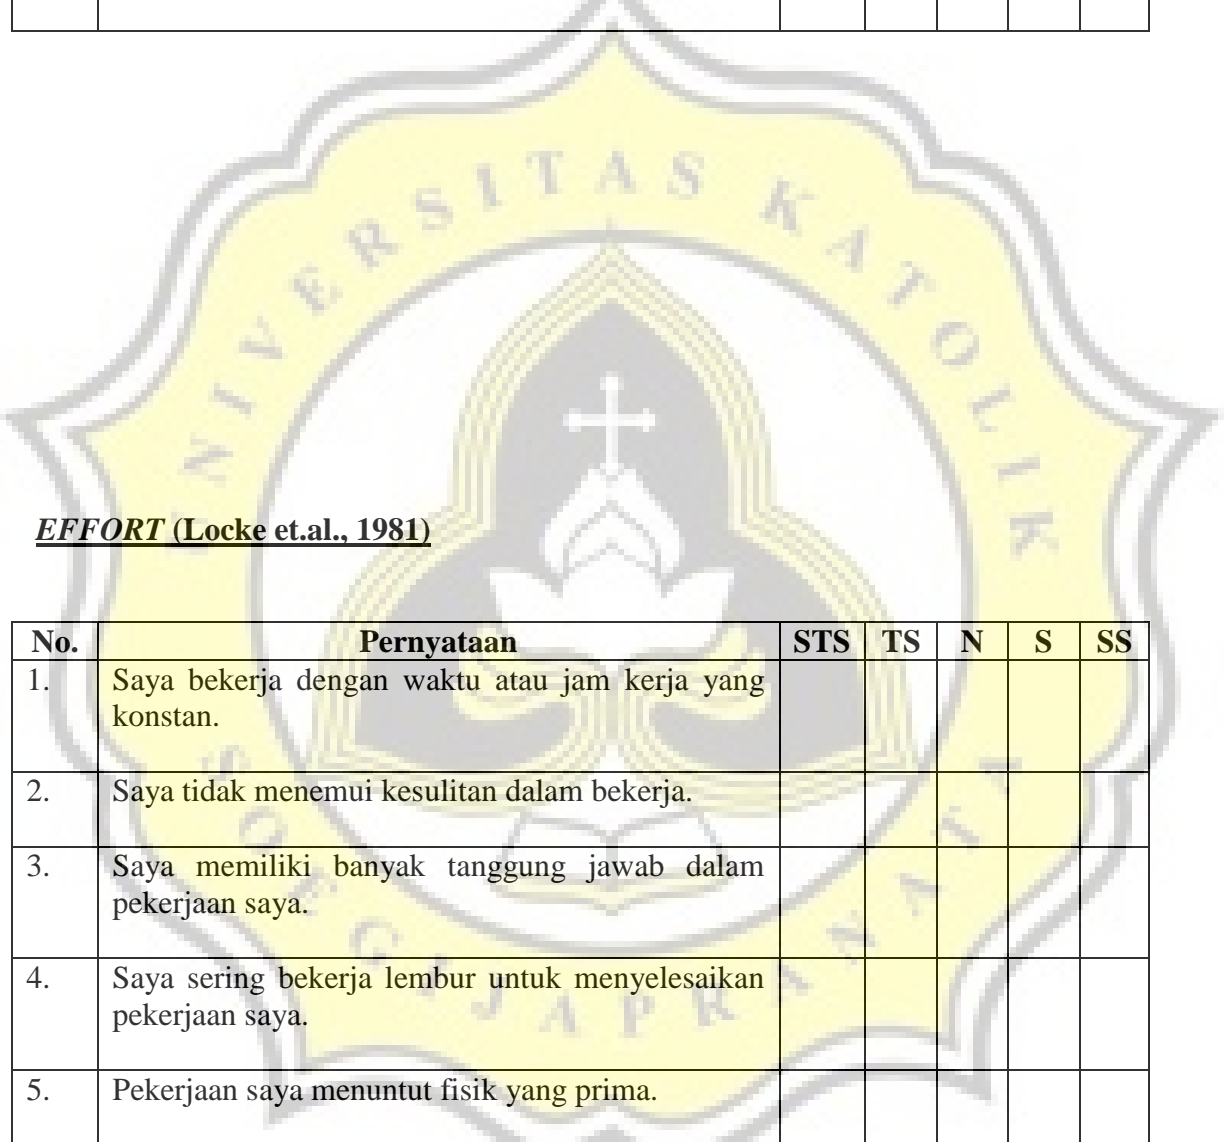 UNIVERSITAS KATOLIK
EFFORT (Locke et.al., 1981)
No. Pernyataan STS TS N S SS
1. Saya bekerja dengan waktu atau jam kerja yang
konstan.
2. Saya tidak menemui kesulitan dalam bekerja.
3. Saya memiliki banyak tanggung jawab dalam
pekerjaan saya.
4. Saya sering bekerja lembur untuk menyelesaikan
pekerjaan saya.
5. Pekerjaan saya menuntut fisik yang prima.
SOEGIJAPRANATA